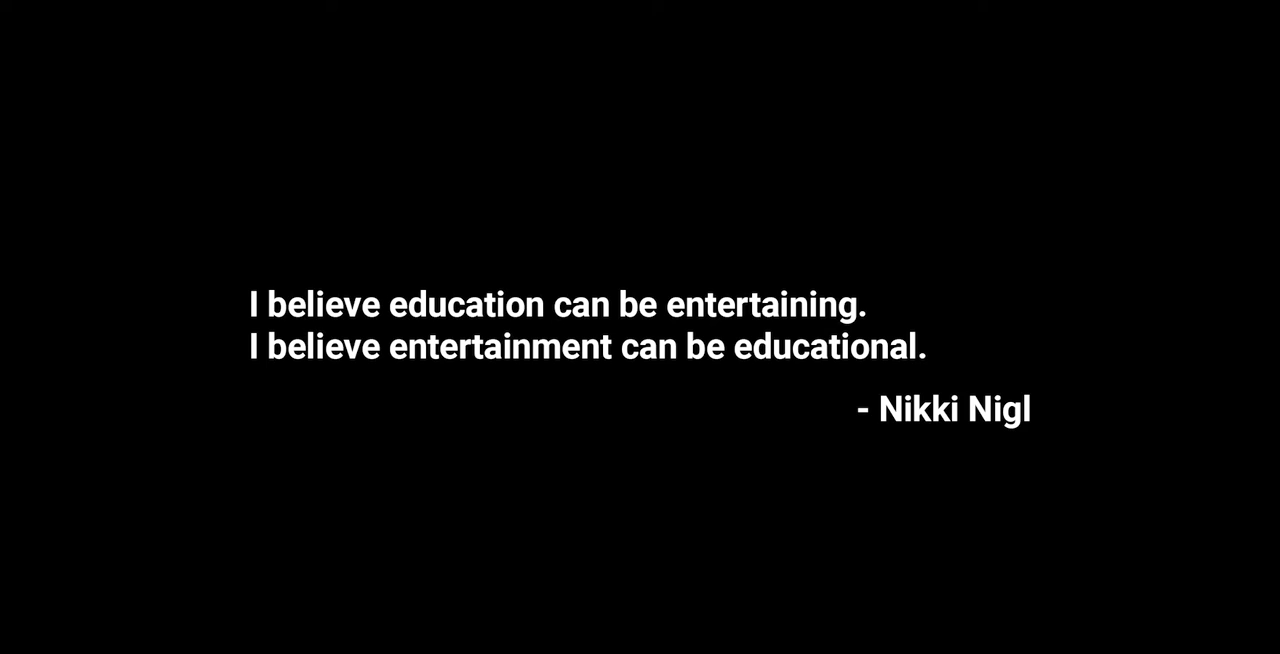 I believe education can be entertaining.
I believe entertainment can be educational.
- Nikki Nigl